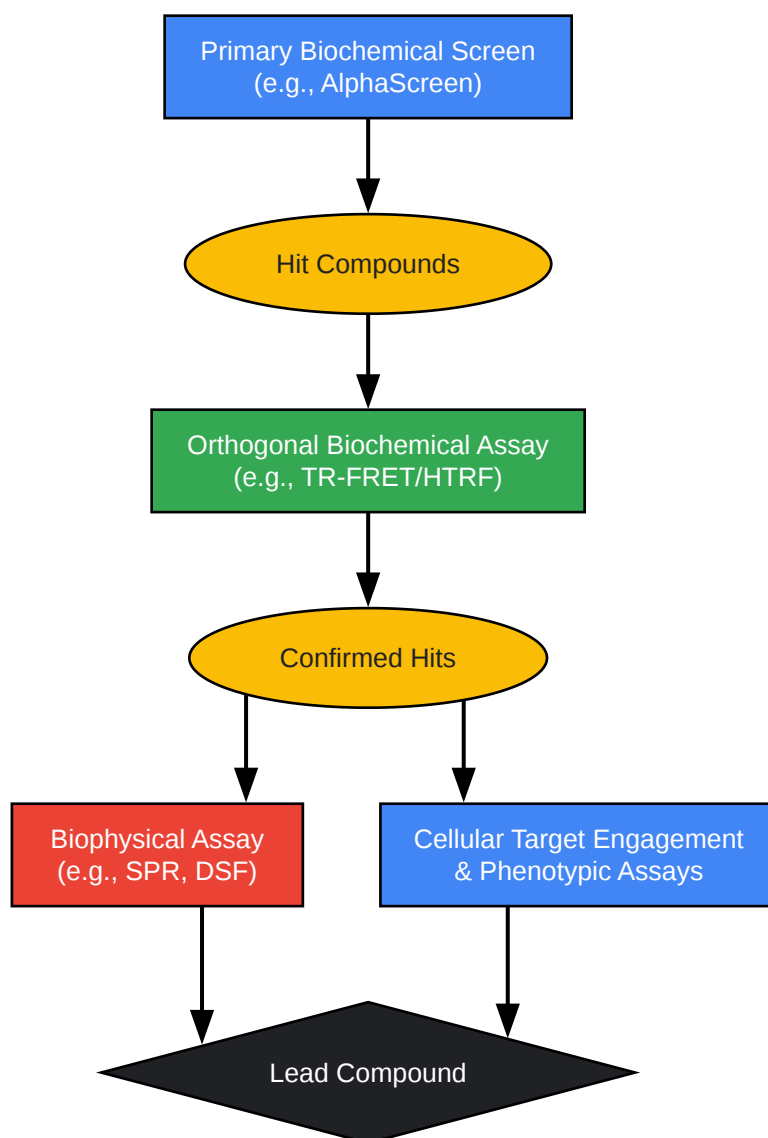 Primary Biochemical Screen
(e.g., AlphaScreen)
Hit Compounds
Orthogonal Biochemical Assay
(e.g., TR-FRET/HTRF)
Confirmed Hits
Biophysical Assay
(e.g., SPR, DSF)
Cellular Target Engagement
& Phenotypic Assays
Lead Compound